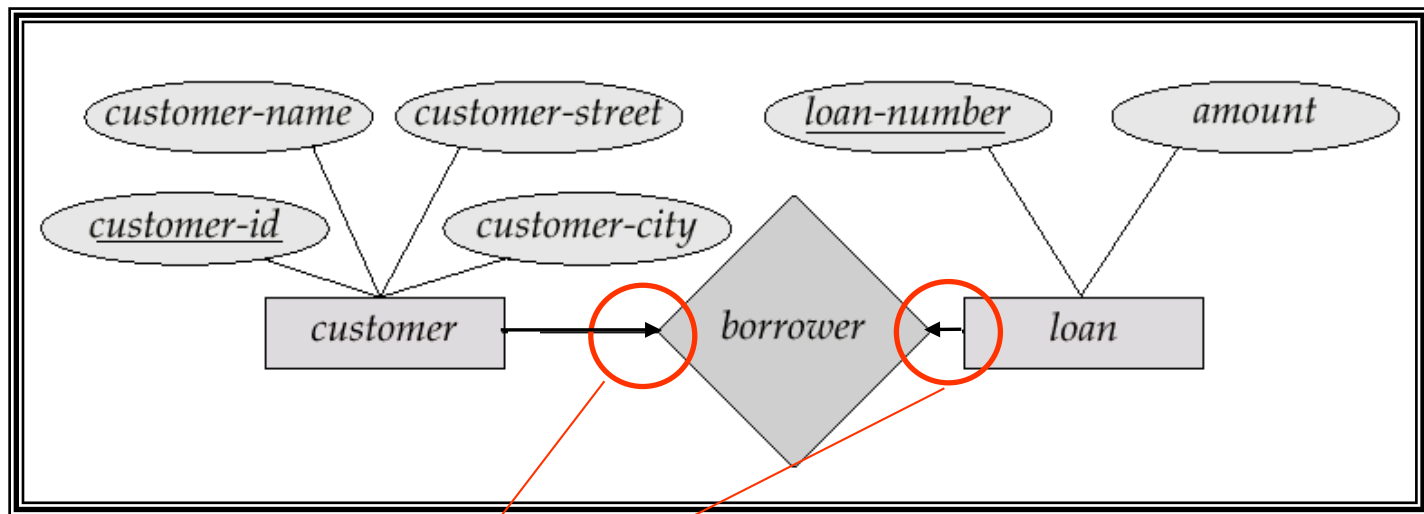 customer-name
customer-street
loan-number
amount
customer-id
customer-city
customer
borrower
loan